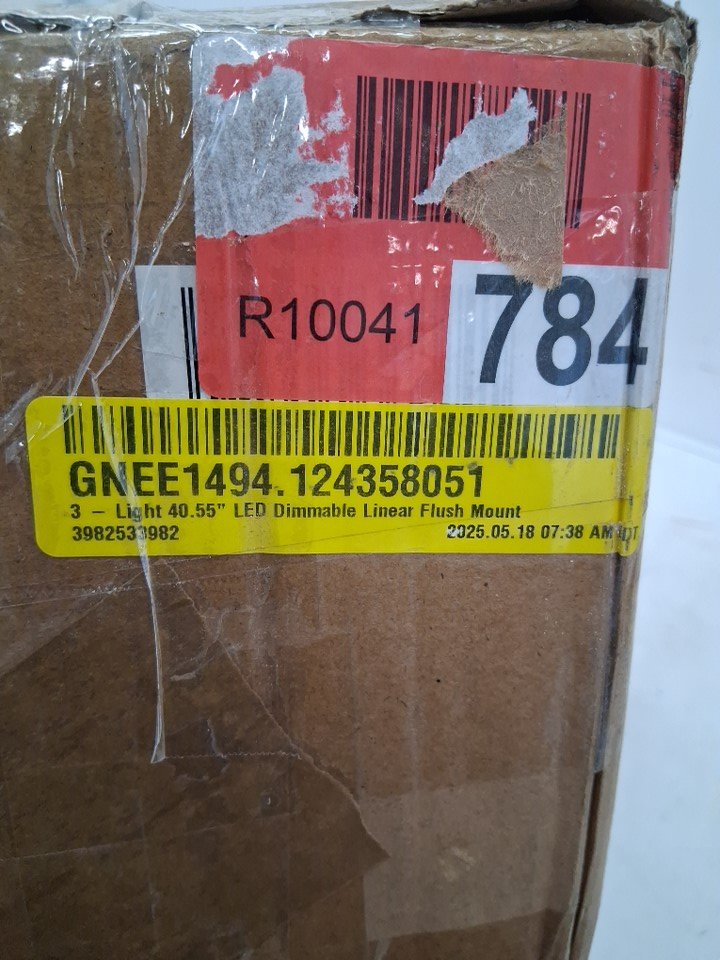 R10041
784
GNEE1494.124358051
3 - Light 40.55" LED Dimmable Linear Flush Mount
3982533982
2025.05.18 07:38 AM